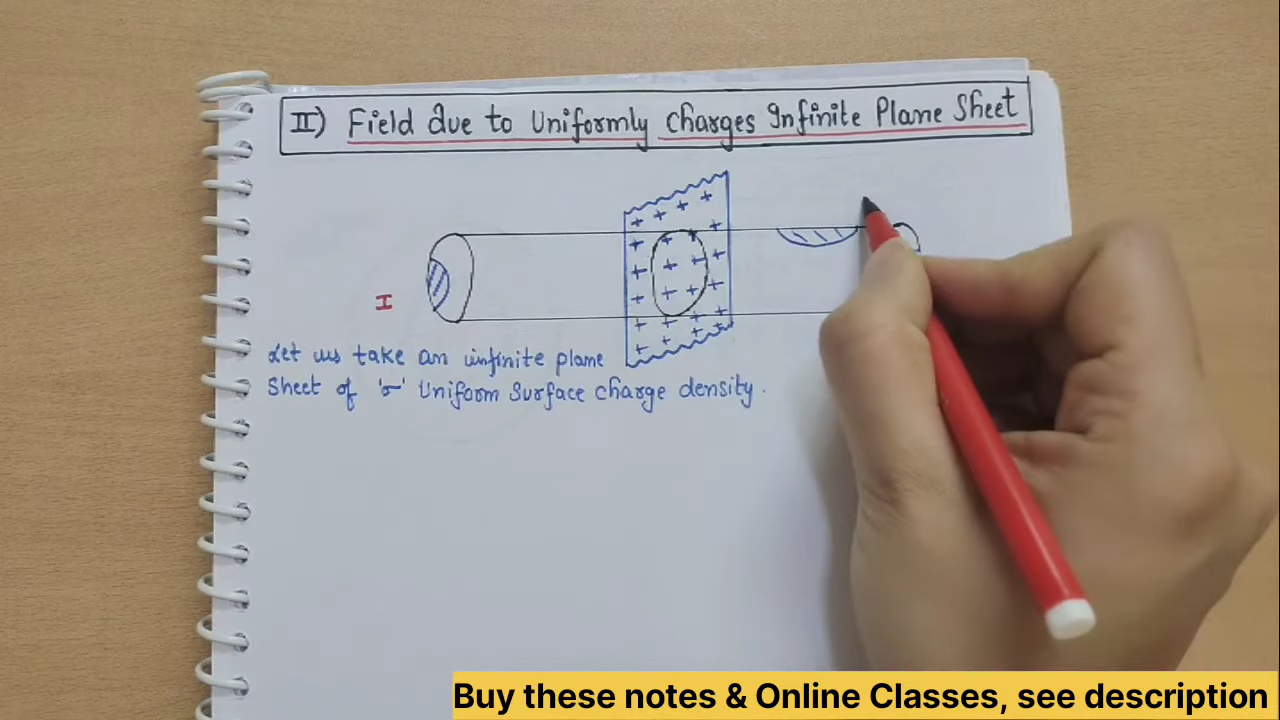 II) Field due to Uniformly charges Infinite Plane Sheet
I
Let us take an infinite plane
Sheet of 'σ' Uniform Surface charge density.
Buy these notes & Online Classes, see description